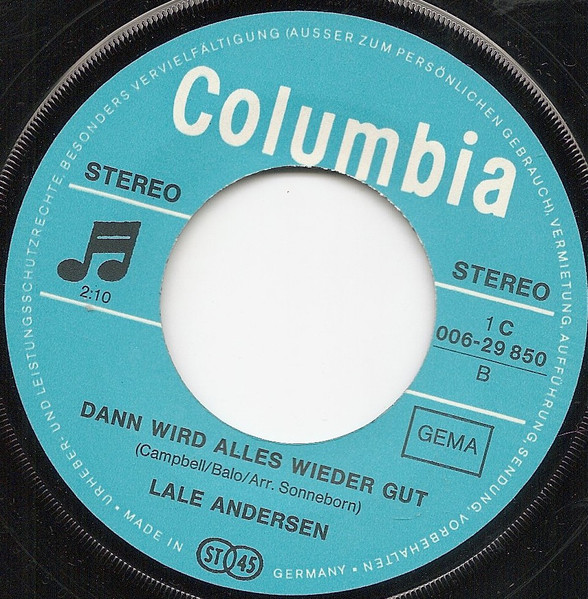 URHEBER- UND LEISTUNGSSCHUTZRECHTE, BESONDERS VERVIELFÄLTIGUNG (AUSSER ZUM PERSÖNLICHEN GEBRAUCH), VERMIETUNG, AUFFÜHRUNG, SENDUNG, VORBEHALTEN ·
Columbia
STEREO
STEREO
2:10
1 C
006-29 850
B
GEMA
DANN WIRD ALLES WIEDER GUT
(Campbell/Balo/Arr. Sonneborn)
LALE ANDERSEN
MADE IN
ST 45
GERMANY ·